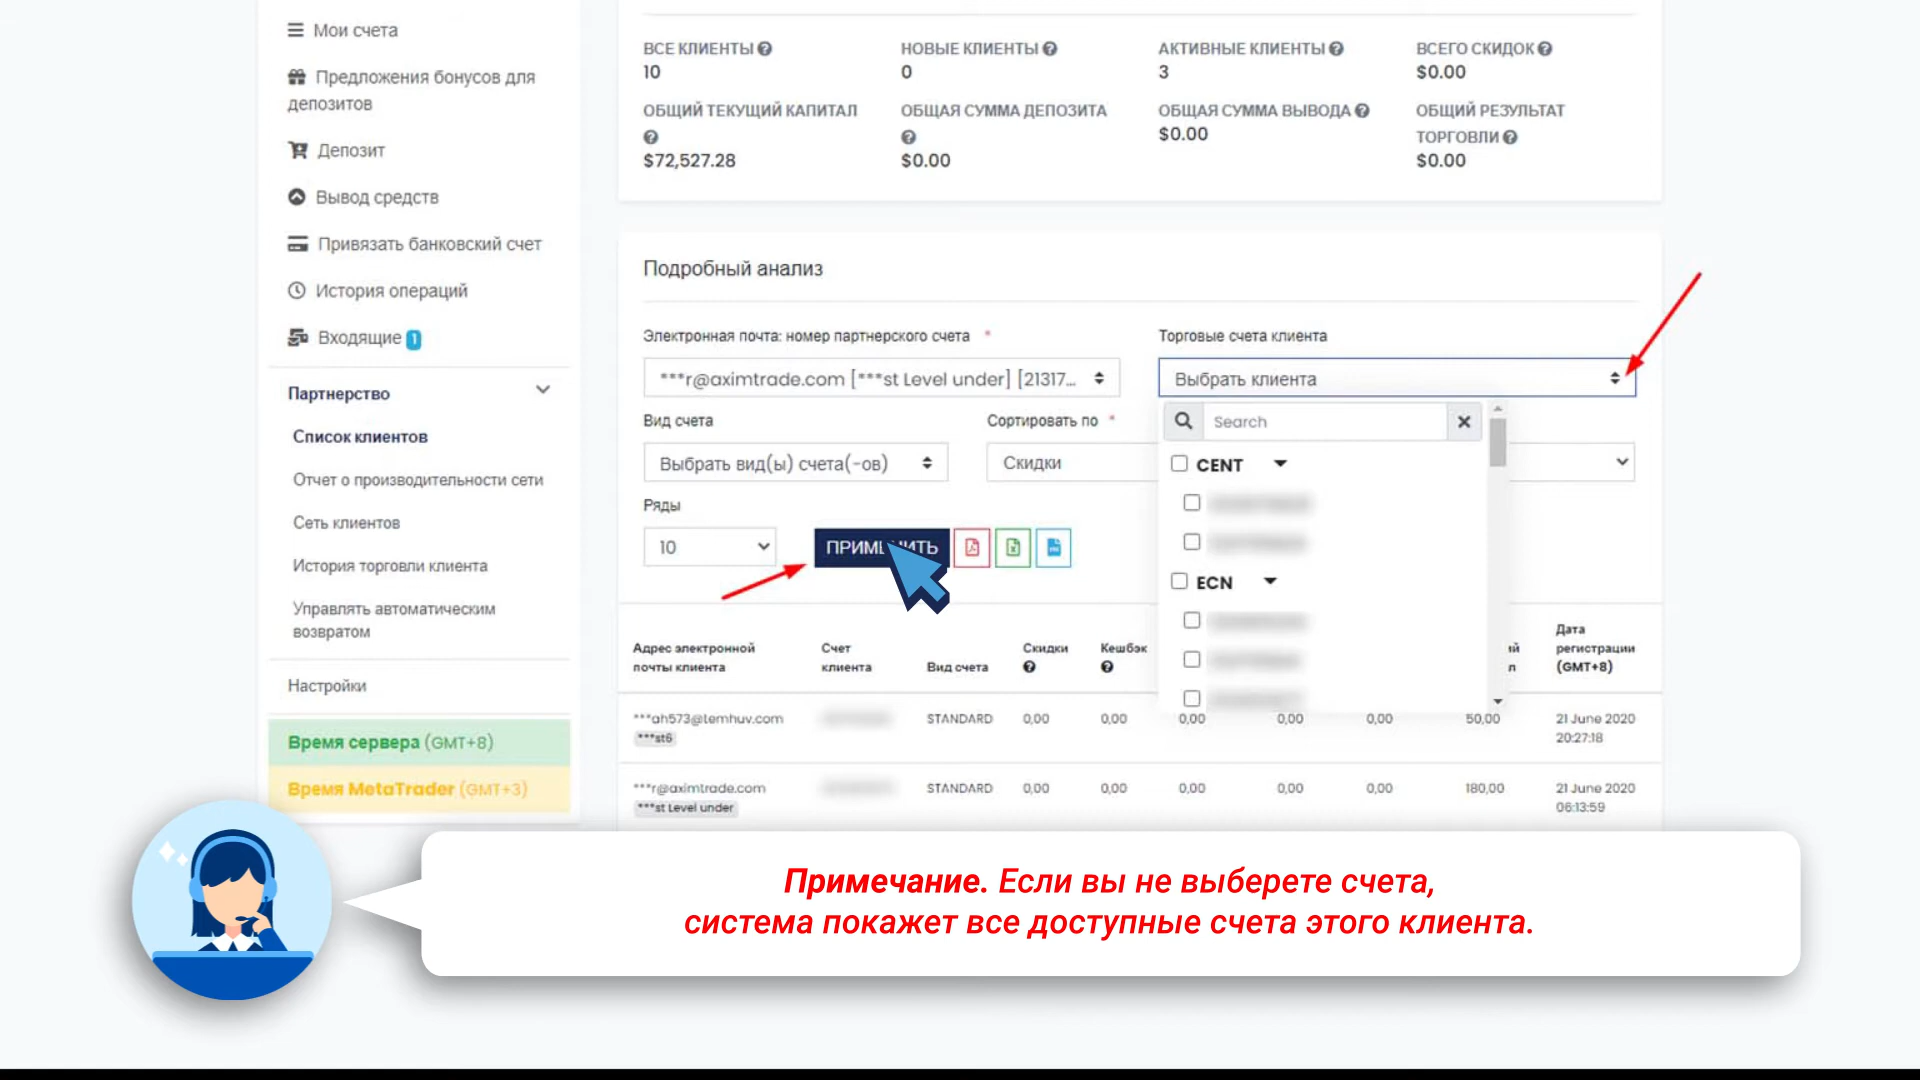 Мои счета
Предложения бонусов для
депозитов
Депозит
Вывод средств
Привязать банковский счет
История операций
Входящие 1
Партнерство
Список клиентов
Отчет о производительности сети
Сеть клиентов
История торговли клиента
Управлять автоматическим
возвратом
Настройки
Время сервера (GMT+8)
Время MetaTrader (GMT+3)
ВСЕ КЛИЕНТЫ
10
НОВЫЕ КЛИЕНТЫ
0
АКТИВНЫЕ КЛИЕНТЫ
3
ВСЕГО СКИДОК
$0.00
ОБЩИЙ ТЕКУЩИЙ КАПИТАЛ
$72,527.28
ОБЩАЯ СУММА ДЕПОЗИТА
$0.00
ОБЩАЯ СУММА ВЫВОДА
$0.00
ОБЩИЙ РЕЗУЛЬТАТ
ТОРГОВЛИ
$0.00
Подробный анализ
Электронная почта: номер партнерского счета *
***r@aximtrade.com [***st Level under] [21317...
Торговые счета клиента
Выбрать клиента
Search
CENT
ECN
Вид счета
Выбрать вид(ы) счета(-ов)
Сортировать по *
Скидки
Ряды
10
Адрес электронной
почты клиента
Счет
клиента
Вид счета
Скидки
Кешбэк
Дата
регистрации
(GMT+8)
***ah573@temhuv.com STANDARD 0,00 0,00 0,00 0,00 0,00 50,00 21 June 2020
***st6 20:27:18
***r@aximtrade.com STANDARD 0,00 0,00 0,00 0,00 0,00 180,00 21 June 2020
***st Level under 06:13:59
Примечание. Если вы не выберете счета,
система покажет все доступные счета этого клиента.